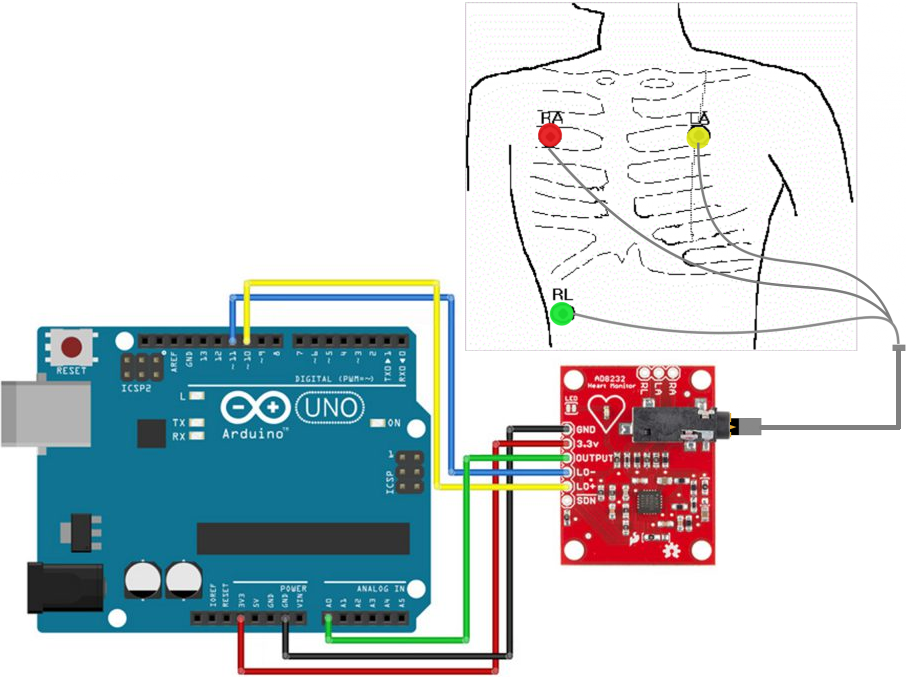 RA
LA
RL
RESET
ICSP2
AREF
GND
13
12
~11
~10
~9
8
7
~6
~5
4
~3
2
TXD▶1
RXD◀0
DIGITAL (PWM=~)
L
TX
RX
UNO
Arduino™
ON
1
ICSP
IOREF
RESET
3V3
5V
GND
GND
VIN
POWER
ANALOG IN
A0
A1
A2
A3
A4
A5
AD8232
Heart Monitor
RL
LA
RA
LED
GND
3.3v
OUTPUT
LO-
LO+
SDN